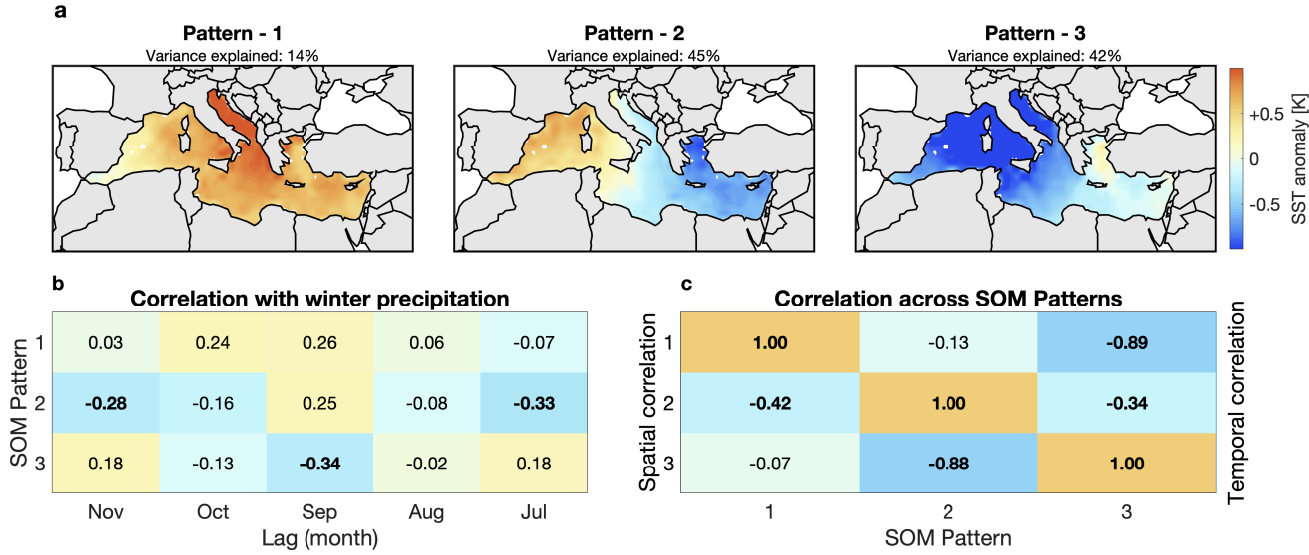 a
Pattern - 1
Variance explained: 14%
Pattern - 2
Variance explained: 45%
Pattern - 3
Variance explained: 42%
+0.5
0
-0.5
SST anomaly [K]
b
Correlation with winter precipitation
SOM Pattern
1 0.03 0.24 0.26 0.06 -0.07
2 -0.28 -0.16 0.25 -0.08 -0.33
3 0.18 -0.13 -0.34 -0.02 0.18
Nov Oct Sep Aug Jul
Lag (month)
c
Correlation across SOM Patterns
Spatial correlation
1 1.00 -0.13 -0.89
2 -0.42 1.00 -0.34
3 -0.07 -0.88 1.00
1 2 3
SOM Pattern
Temporal correlation